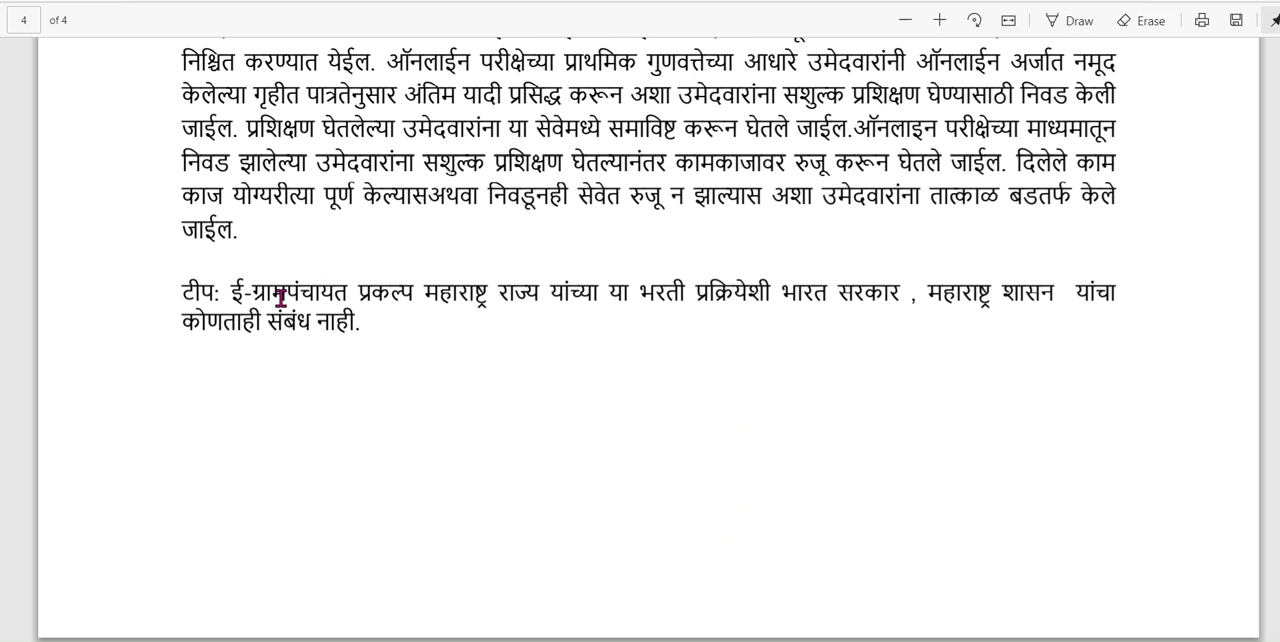 4 of 4 Draw Erase
निश्चित करण्यात येईल. ऑनलाईन परीक्षेच्या प्राथमिक गुणवत्तेच्या आधारे उमेदवारांनी ऑनलाईन अर्जात नमूद
केलेल्या गृहीत पात्रतेनुसार अंतिम यादी प्रसिद्ध करून अशा उमेदवारांना सशुल्क प्रशिक्षण घेण्यासाठी निवड केली
जाईल. प्रशिक्षण घेतलेल्या उमेदवारांना या सेवेमध्ये समाविष्ट करून घेतले जाईल.ऑनलाइन परीक्षेच्या माध्यमातून
निवड झालेल्या उमेदवारांना सशुल्क प्रशिक्षण घेतल्यानंतर कामकाजावर रुजू करून घेतले जाईल. दिलेले काम
काज योग्यरीत्या पूर्ण केल्यासअथवा निवडूनही सेवेत रुजू न झाल्यास अशा उमेदवारांना तात्काळ बडतर्फ केले
जाईल.
टीप: ई-ग्रामपंचायत प्रकल्प महाराष्ट्र राज्य यांच्या या भरती प्रक्रियेशी भारत सरकार , महाराष्ट्र शासन यांचा
कोणताही संबंध नाही.